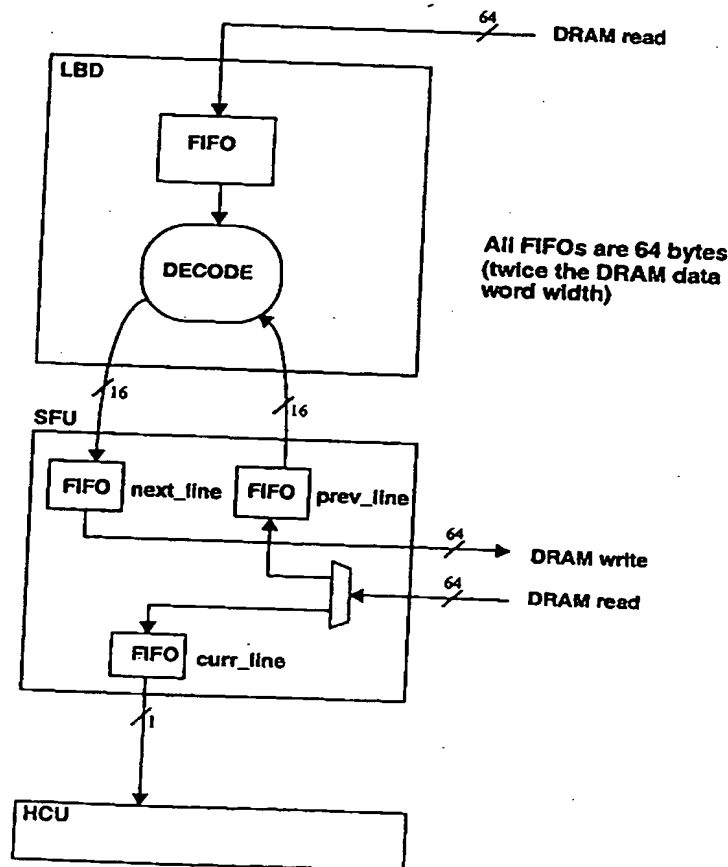 64
DRAM read
LBD
FIFO
DECODE
All FIFOs are 64 bytes
(twice the DRAM data
word width)
16
16
SFU
FIFO
next_line
FIFO
prev_line
64
DRAM write
64
DRAM read
FIFO
curr_line
1
HCU